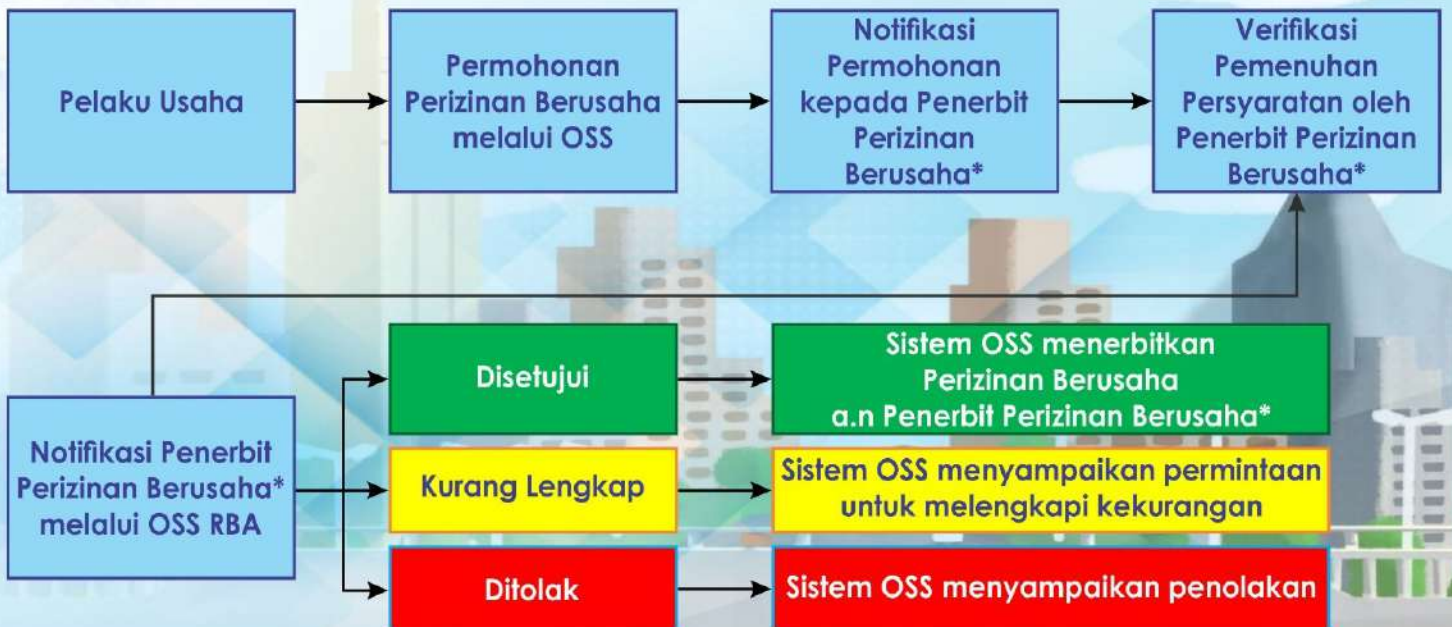 Pelaku Usaha
Permohonan
Perizinan Berusaha
melalui OSS
Notifikasi
Permohonan
kepada Penerbit
Perizinan
Berusaha*
Verifikasi
Pemenuhan
Persyaratan oleh
Penerbit Perizinan
Berusaha*
Notifikasi Penerbit
Perizinan Berusaha*
melalui OSS RBA
Disetujui
Sistem OSS menerbitkan
Perizinan Berusaha
a.n Penerbit Perizinan Berusaha*
Kurang Lengkap
Sistem OSS menyampaikan permintaan
untuk melengkapi kekurangan
Ditolak
Sistem OSS menyampaikan penolakan